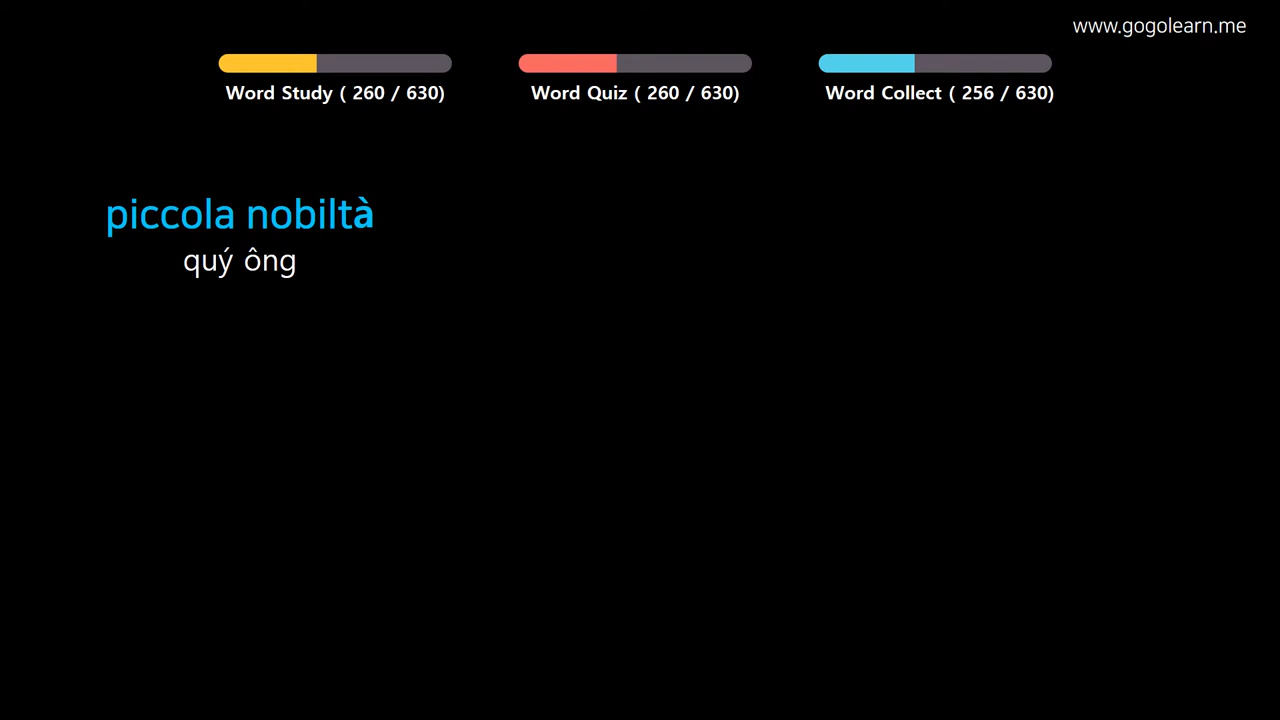 www.gogolearn.me
Word Study ( 260 / 630)
Word Quiz ( 260 / 630)
Word Collect ( 256 / 630)
piccola nobiltà
quý ông